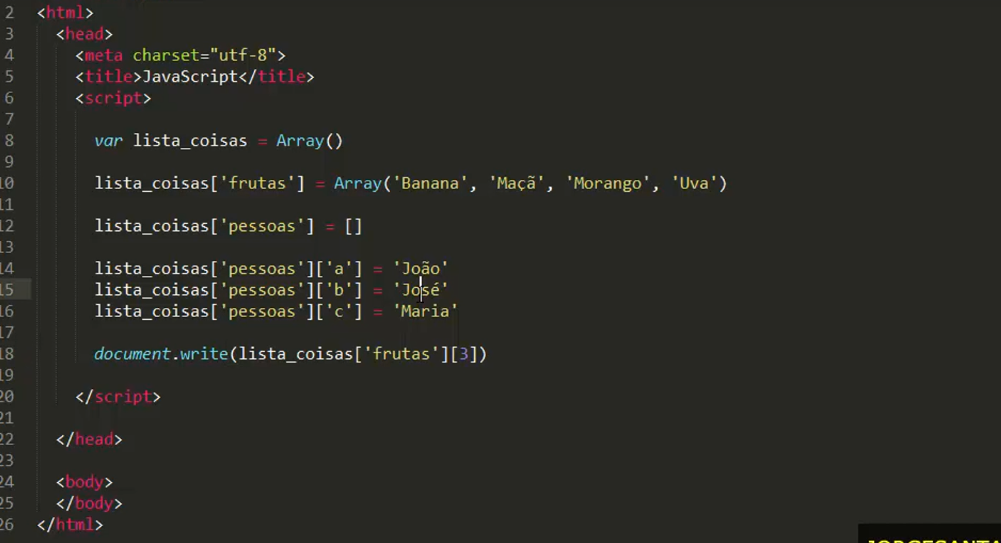 2 <html>
3 <head>
4 <meta charset="utf-8">
5 <title>JavaScript</title>
6 <script>
7
8 var lista_coisas = Array()
9
10 lista_coisas['frutas'] = Array('Banana', 'Maçã', 'Morango', 'Uva')
11
12 lista_coisas['pessoas'] = []
13
14 lista_coisas['pessoas']['a'] = 'João'
15 lista_coisas['pessoas']['b'] = 'José'
16 lista_coisas['pessoas']['c'] = 'Maria'
17
18 document.write(lista_coisas['frutas'][3])
19
20 </script>
21
22 </head>
23
24 <body>
25 </body>
26 </html>